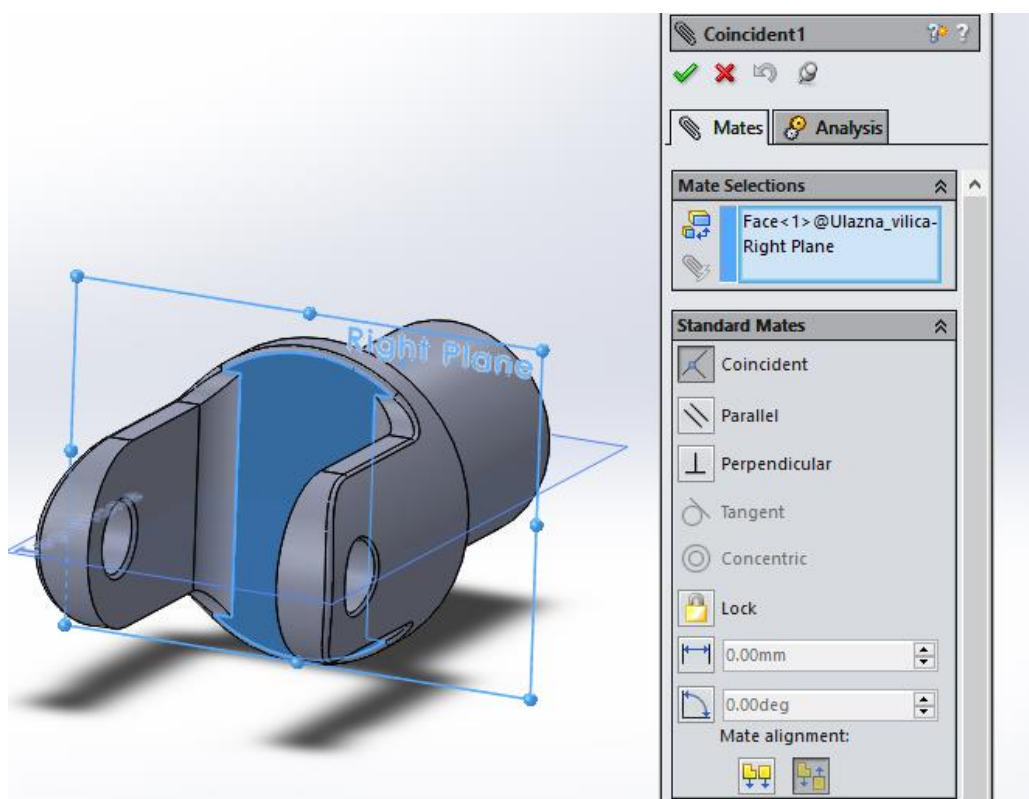 Coincident1
?
Mates
Analysis
Mate Selections
Face<1>@Ulazna_vilica-
Right Plane
Right Plane
Standard Mates
Coincident
Parallel
Perpendicular
Tangent
Concentric
Lock
0.00mm
0.00deg
Mate alignment: